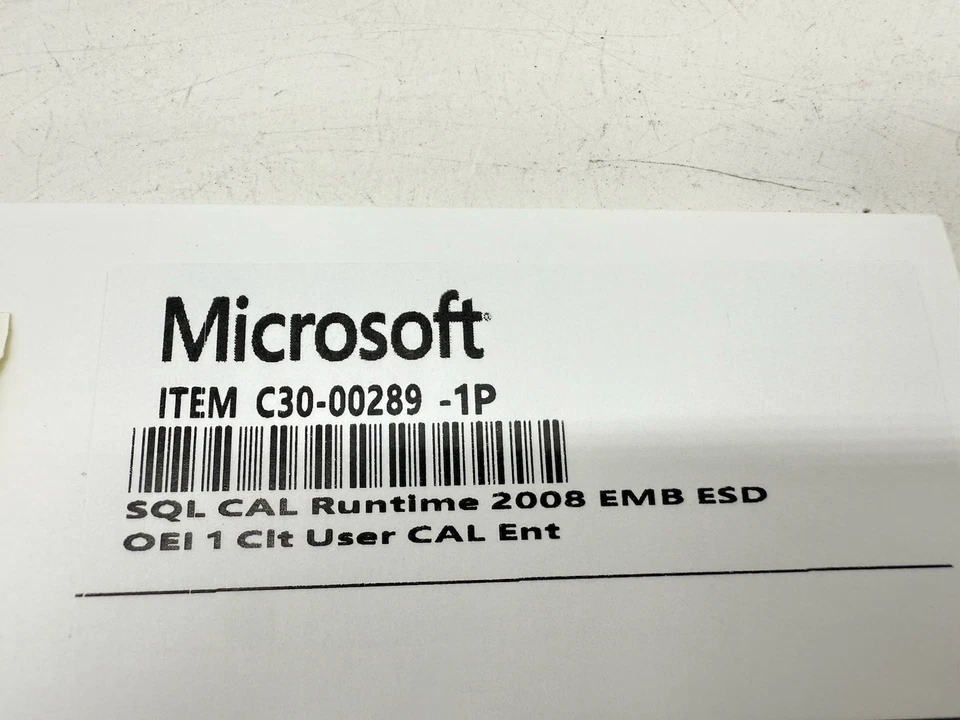 Microsoft®
ITEM C30-00289 -1P
SQL CAL Runtime 2008 EMB ESD
OEI 1 Clt User CAL Ent